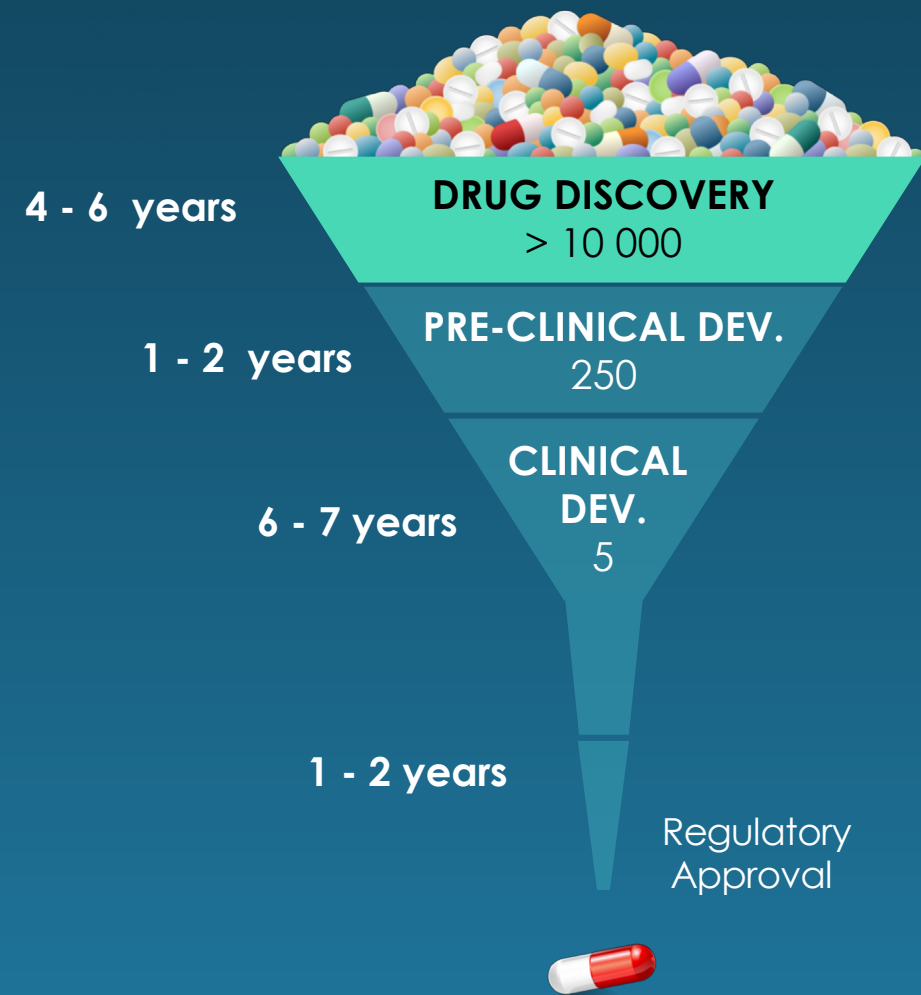 4 - 6 years
DRUG DISCOVERY
> 10 000
1 - 2 years
PRE-CLINICAL DEV.
250
6 - 7 years
CLINICAL
DEV.
5
1 - 2 years
Regulatory
Approval